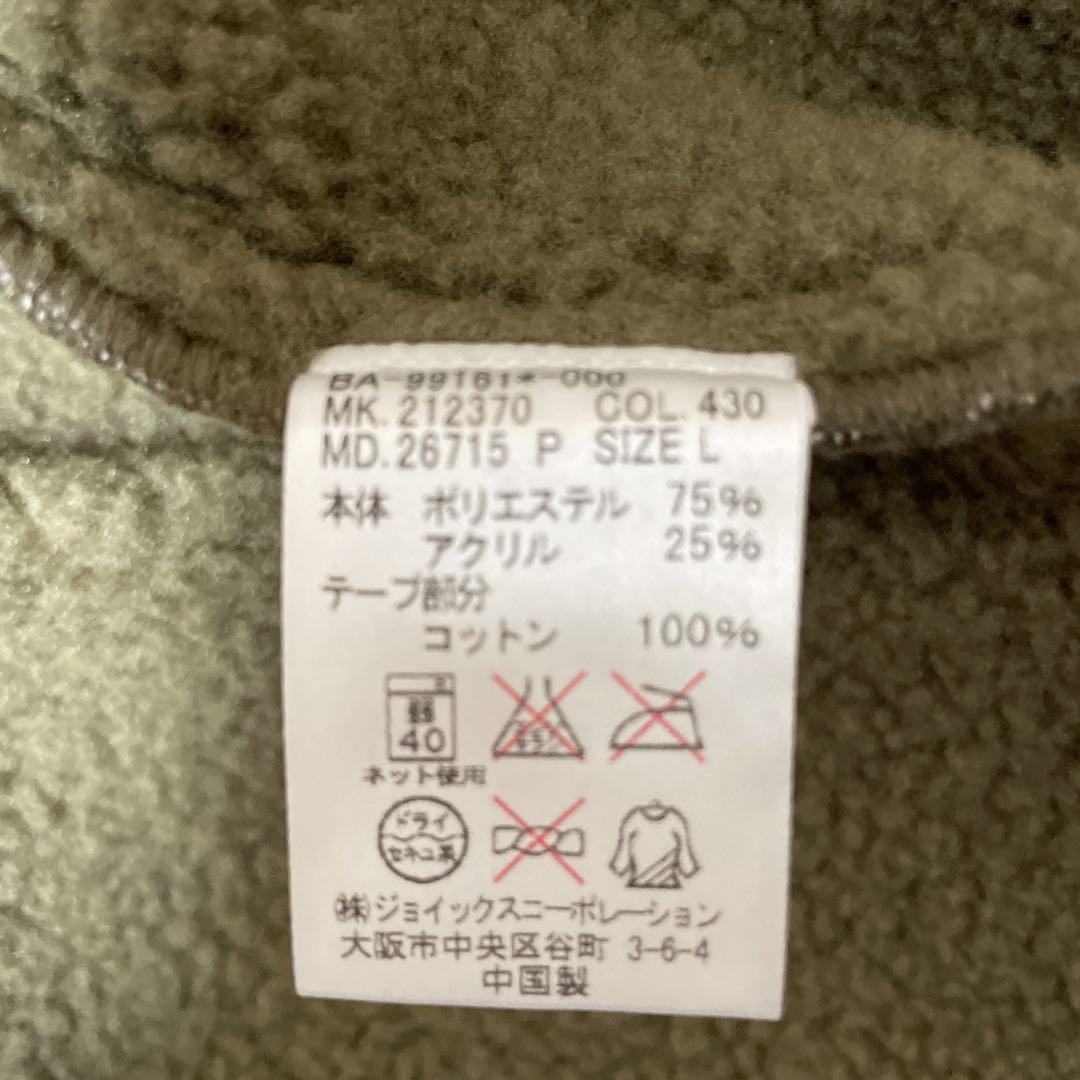 BA-99161*-000
MK. 212370 COL. 430
MD. 26715 P SIZE L
本体 ポリエステル 75%
アクリル 25%
テープ部分
コットン 100%
弱
40
ネット使用
ドライ
セキユ系
㈱ジョイックスコーポレーション
大阪市中央区谷町 3-6-4
中国製